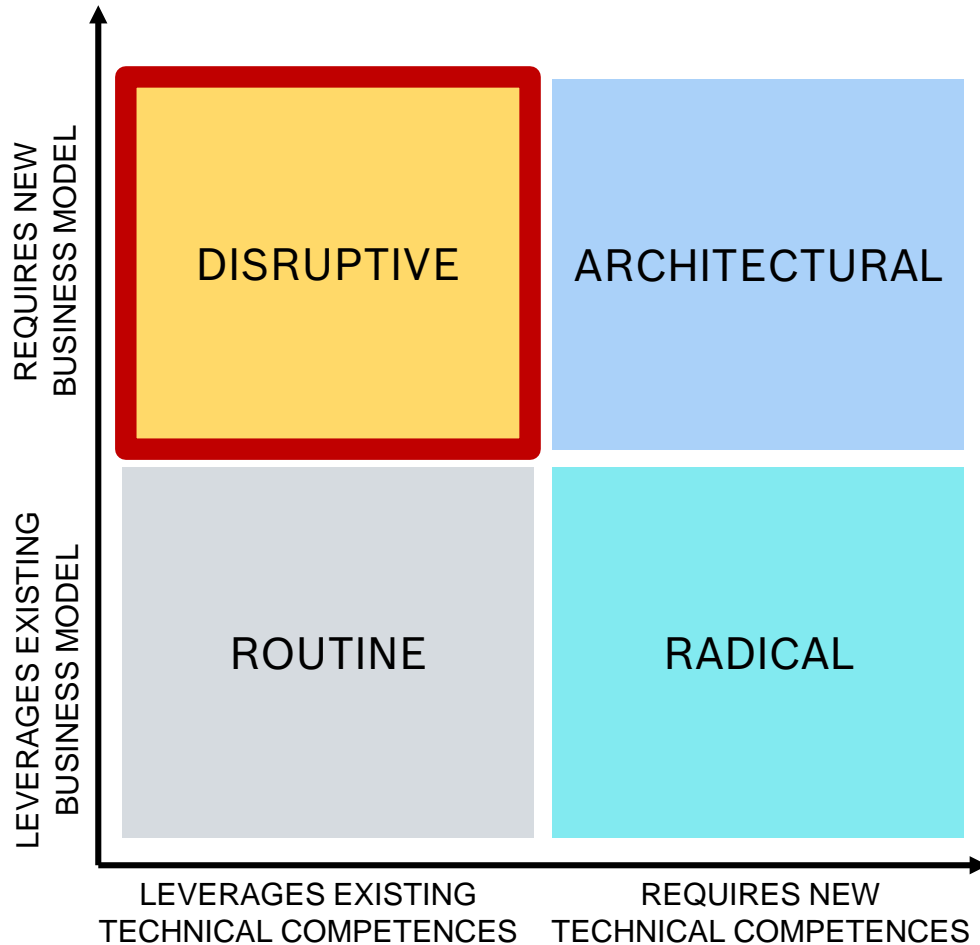 REQUIRES NEW
BUSINESS MODEL
DISRUPTIVE
ARCHITECTURAL
LEVERAGES EXISTING
BUSINESS MODEL
ROUTINE
RADICAL
LEVERAGES EXISTING
TECHNICAL COMPETENCES
REQUIRES NEW
TECHNICAL COMPETENCES